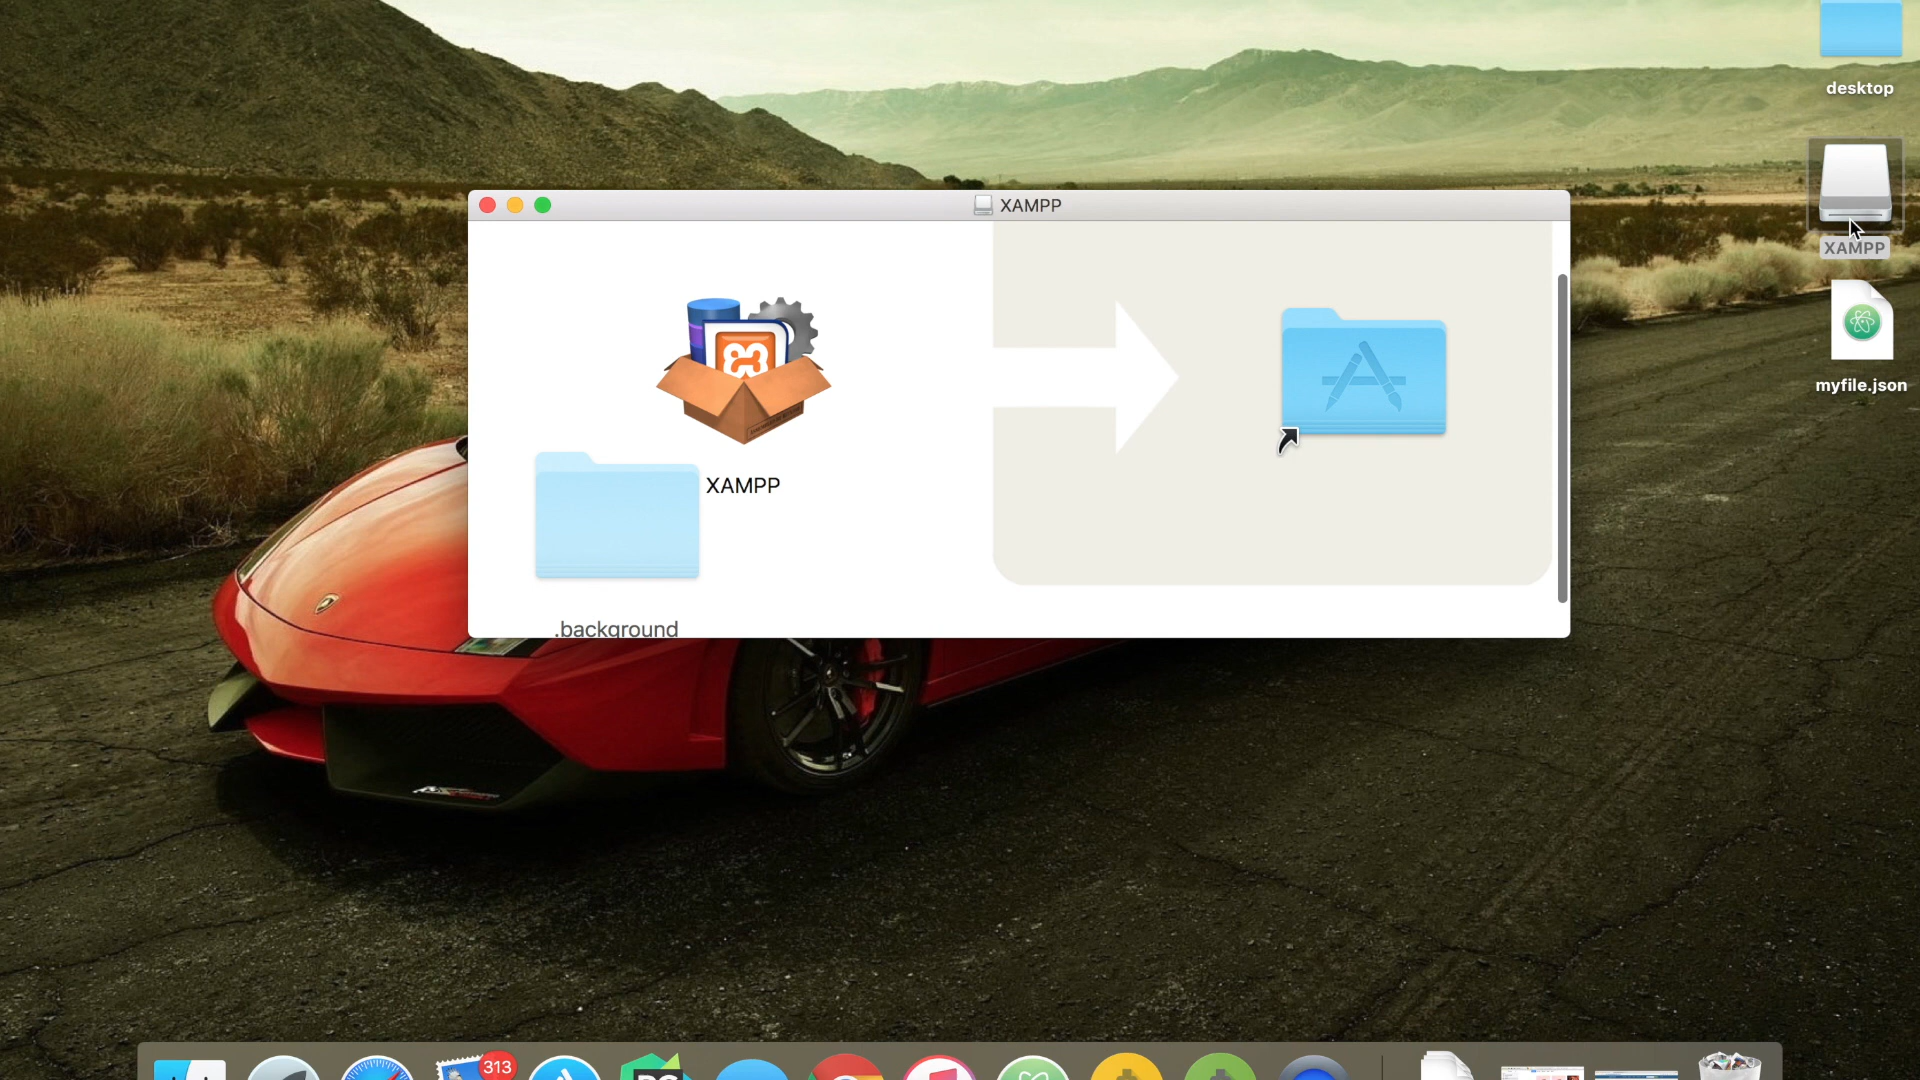 desktop
XAMPP
XAMPP
myfile.json
XAMPP
.background
313